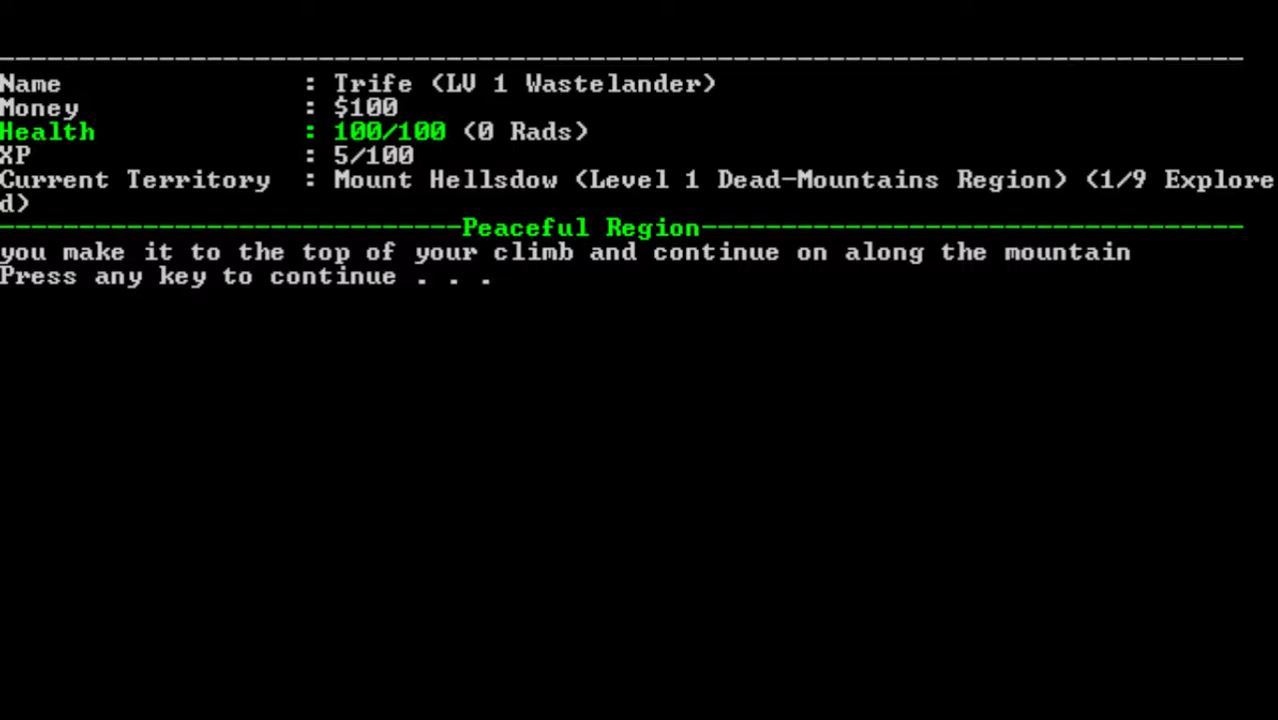 ------------------------------------------------------------------------------
Name                   : Trife (LV 1 Wastelander)
Money                  : $100
Health                 : 100/100 (0 Rads)
XP                     : 5/100
Current Territory  : Mount Hellsdow (Level 1 Dead-Mountains Region) (1/9 Explore
d)
-----------------------------Peaceful Region----------------------------------
you make it to the top of your climb and continue on along the mountain
Press any key to continue . . .